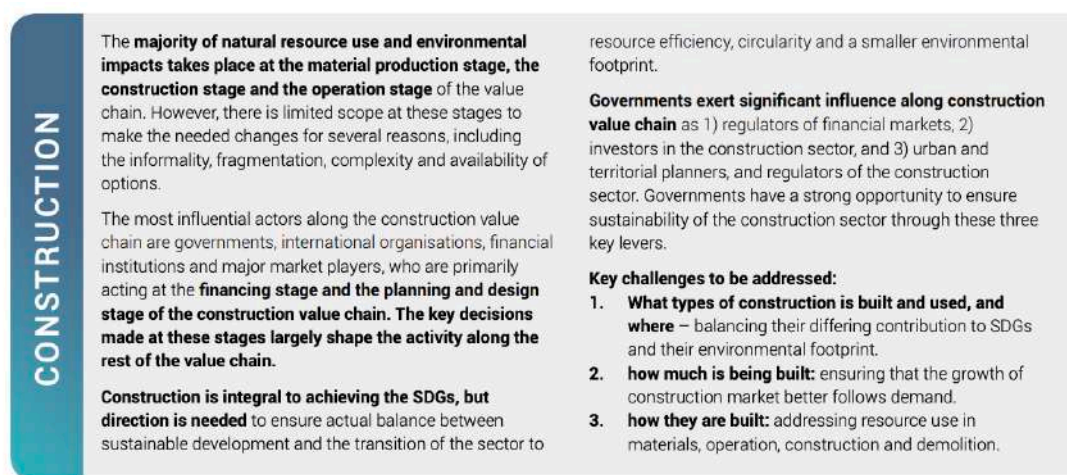 CONSTRUCTION
The majority of natural resource use and environmental
impacts takes place at the material production stage, the
construction stage and the operation stage of the value
chain. However, there is limited scope at these stages to
make the needed changes for several reasons, including
the informality, fragmentation, complexity and availability of
options.
The most influential actors along the construction value
chain are governments, international organisations, financial
institutions and major market players, who are primarily
acting at the financing stage and the planning and design
stage of the construction value chain. The key decisions
made at these stages largely shape the activity along the
rest of the value chain.
Construction is integral to achieving the SDGs, but
direction is needed to ensure actual balance between
sustainable development and the transition of the sector to
resource efficiency, circularity and a smaller environmental
footprint.
Governments exert significant influence along construction
value chain as 1) regulators of financial markets, 2)
investors in the construction sector, and 3) urban and
territorial planners, and regulators of the construction
sector. Governments have a strong opportunity to ensure
sustainability of the construction sector through these three
key levers.
Key challenges to be addressed:
1. What types of construction is built and used, and
where – balancing their differing contribution to SDGs
and their environmental footprint.
2. how much is being built: ensuring that the growth of
construction market better follows demand.
3. how they are built: addressing resource use in
materials, operation, construction and demolition.